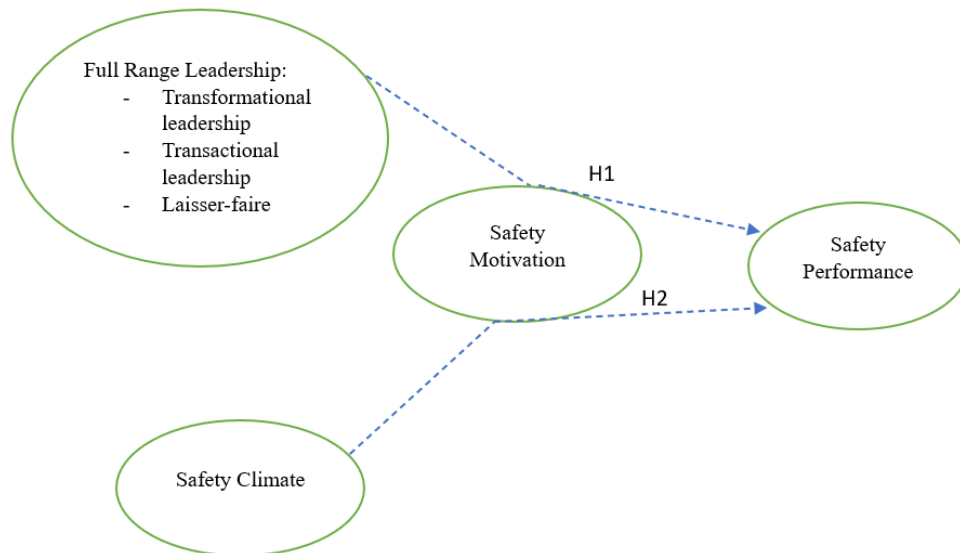 Full Range Leadership:
- Transformational
leadership
- Transactional
leadership
- Laisser-faire
H1
Safety
Motivation
Safety
Performance
H2
Safety Climate